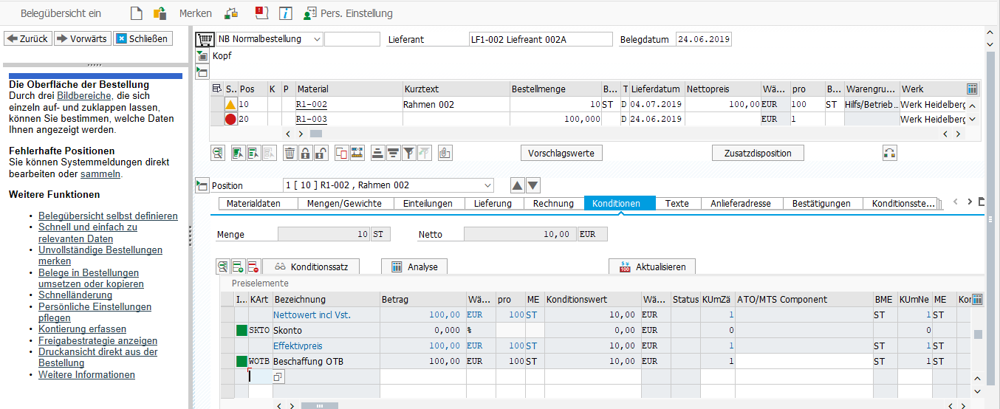 Belegübersicht ein Merken Pers. Einstellung
Zurück Vorwärts Schließen
Die Oberfläche der Bestellung
Durch drei Bildbereiche, die sich
einzeln auf- und zuklappen lassen,
können Sie bestimmen, welche Daten
Ihnen angezeigt werden.
Fehlerhafte Positionen
Sie können Systemmeldungen direkt
bearbeiten oder sammeln.
Weitere Funktionen
• Belegübersicht selbst definieren
• Schnell und einfach zu
relevanten Daten
• Unvollständige Bestellungen
merken
• Belege in Bestellungen
umsetzen oder kopieren
• Schnelländerung
• Persönliche Einstellungen
pflegen
• Kontierung erfassen
• Freigabestrategie anzeigen
• Druckansicht direkt aus der
Bestellung
• Weitere Informationen
NB Normalbestellung Lieferant LF1-002 Liefreant 002A Belegdatum 24.06.2019
Kopf
S... Pos K P Material Kurztext Bestellmenge B... T Lieferdatum Nettopreis Wä... pro B... Warengru... Werk
10 R1-002 Rahmen 002 10 ST D 04.07.2019 100,00 EUR 100 ST Hilfs/Betrieb... Werk Heidelberg
20 R1-003 100,000 D 24.06.2019 EUR 1 Werk Heidelberg
Vorschlagswerte Zusatzdisposition
Position 1 [ 10 ] R1-002 , Rahmen 002
Materialdaten Mengen/Gewichte Einteilungen Lieferung Rechnung Konditionen Texte Anlieferadresse Bestätigungen Konditionsste...
Menge 10 ST Netto 10,00 EUR
Konditionssatz Analyse Aktualisieren
Preiselemente
I... KArt Bezeichnung Betrag Wä... pro ME Konditionswert Wä... Status KUmZä ATO/MTS Component BME KUmNe ME Kor
Nettowert incl Vst. 100,00 EUR 100 ST 10,00 EUR 1 ST 1 ST
SKTO Skonto 0,000 % 0,00 EUR 0 0
Effektivpreis 100,00 EUR 100 ST 10,00 EUR 1 ST 1 ST
WOTB Beschaffung OTB 100,00 EUR 100 ST 10,00 EUR 1 ST 1 ST